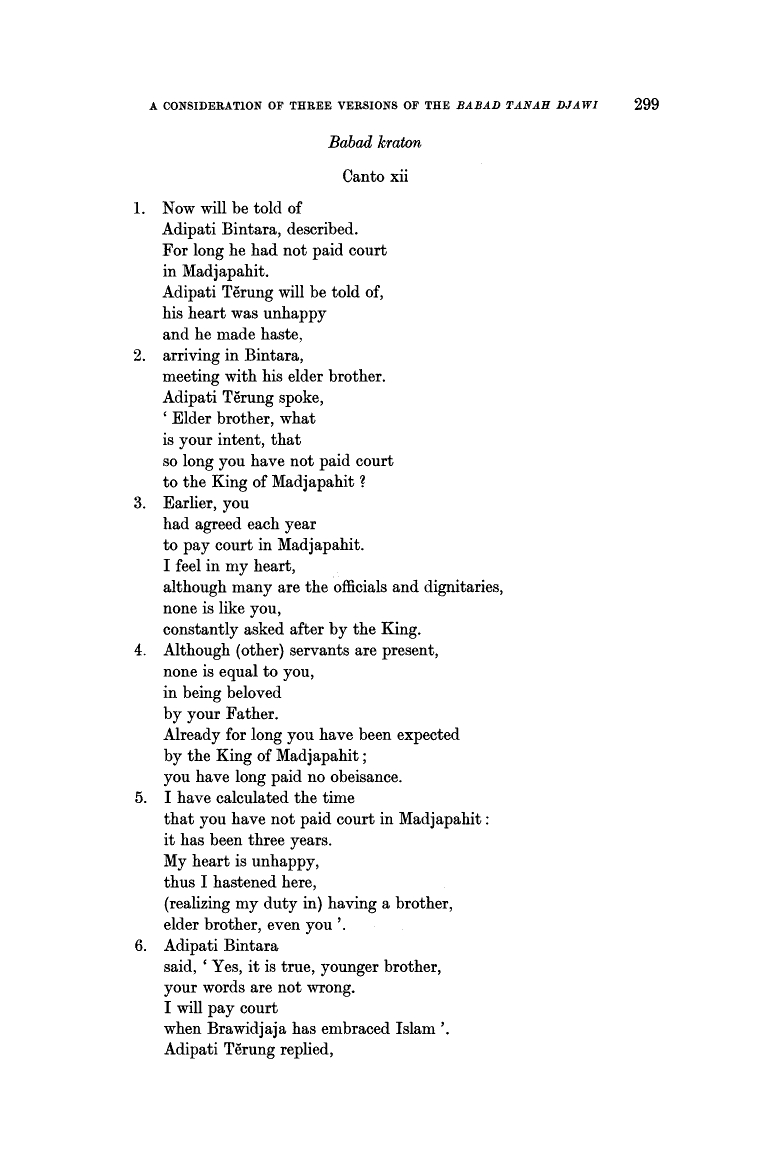 A CONSIDERATION OF THREE VERSIONS OF THE BABAD TANAH DJAWI 299
Babad kraton
Canto xii
1. Now will be told of
Adipati Bintara, described.
For long he had not paid court
in Madjapahit.
Adipati Tĕrung will be told of,
his heart was unhappy
and he made haste,
2. arriving in Bintara,
meeting with his elder brother.
Adipati Tĕrung spoke,
‘ Elder brother, what
is your intent, that
so long you have not paid court
to the King of Madjapahit ?
3. Earlier, you
had agreed each year
to pay court in Madjapahit.
I feel in my heart,
although many are the officials and dignitaries,
none is like you,
constantly asked after by the King.
4. Although (other) servants are present,
none is equal to you,
in being beloved
by your Father.
Already for long you have been expected
by the King of Madjapahit ;
you have long paid no obeisance.
5. I have calculated the time
that you have not paid court in Madjapahit :
it has been three years.
My heart is unhappy,
thus I hastened here,
(realizing my duty in) having a brother,
elder brother, even you ’.
6. Adipati Bintara
said, ‘ Yes, it is true, younger brother,
your words are not wrong.
I will pay court
when Brawidjaja has embraced Islam ’.
Adipati Tĕrung replied,